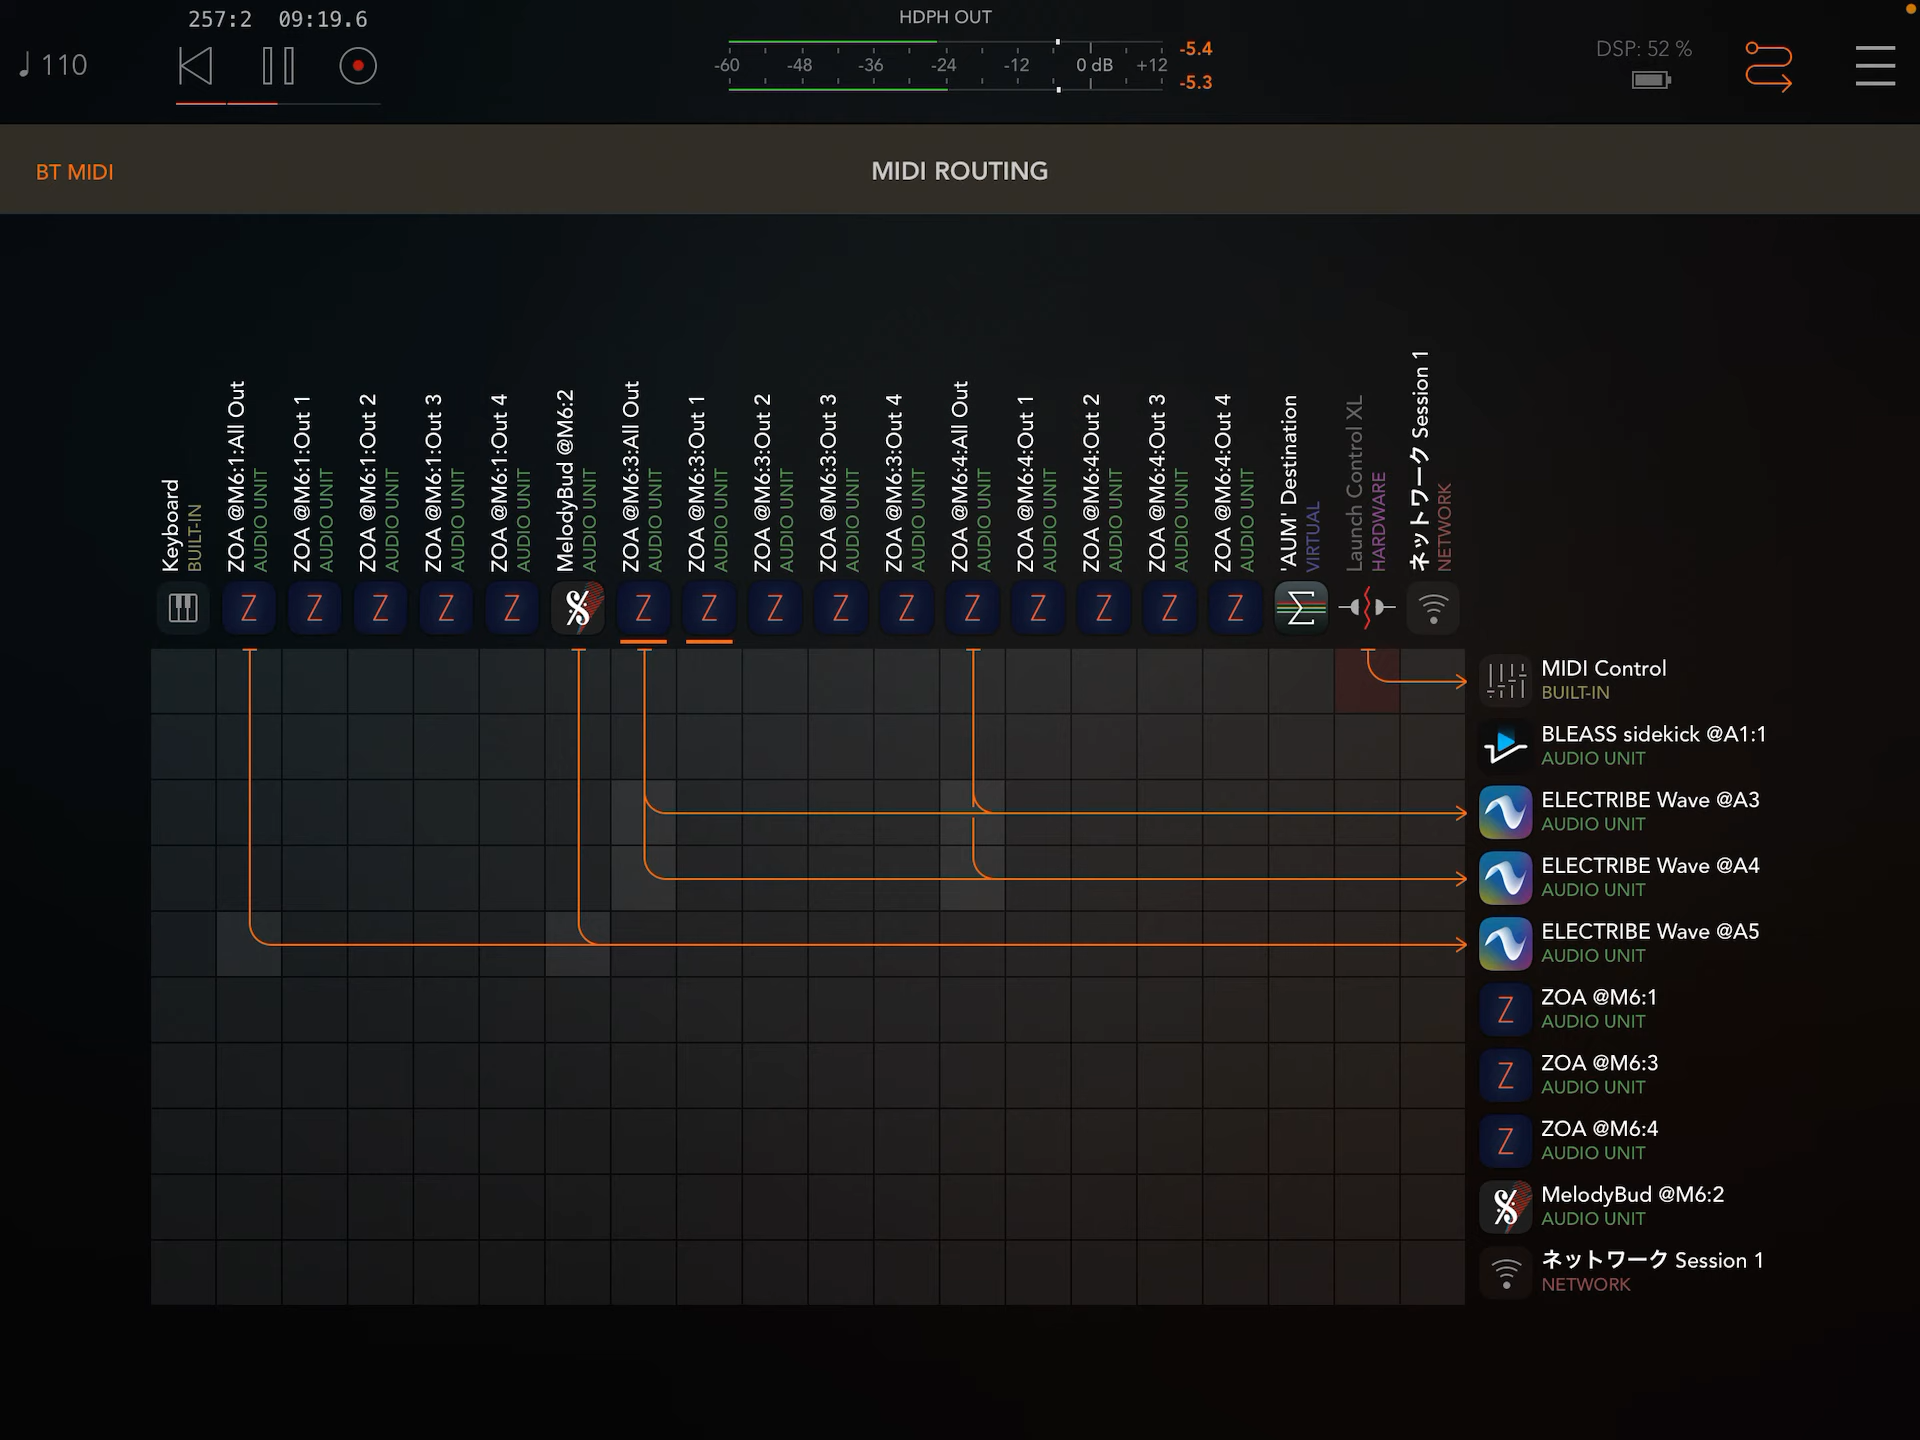 257:2 09:19.6
HDPH OUT
110
-60 -48 -36 -24 -12 0 dB +12
-5.4
-5.3
DSP: 52 %
BT MIDI
MIDI ROUTING
Keyboard
BUILT-IN
ZOA @M6:1:All Out
AUDIO UNIT
ZOA @M6:1:Out 1
AUDIO UNIT
ZOA @M6:1:Out 2
AUDIO UNIT
ZOA @M6:1:Out 3
AUDIO UNIT
ZOA @M6:1:Out 4
AUDIO UNIT
MelodyBud @M6:2
AUDIO UNIT
ZOA @M6:3:All Out
AUDIO UNIT
ZOA @M6:3:Out 1
AUDIO UNIT
ZOA @M6:3:Out 2
AUDIO UNIT
ZOA @M6:3:Out 3
AUDIO UNIT
ZOA @M6:3:Out 4
AUDIO UNIT
ZOA @M6:4:All Out
AUDIO UNIT
ZOA @M6:4:Out 1
AUDIO UNIT
ZOA @M6:4:Out 2
AUDIO UNIT
ZOA @M6:4:Out 3
AUDIO UNIT
ZOA @M6:4:Out 4
AUDIO UNIT
'AUM' Destination
VIRTUAL
Launch Control XL
HARDWARE
ネットワーク Session 1
NETWORK
Z Z Z Z Z Z Z Z Z Z Z Z Z Z Z
MIDI Control
BUILT-IN
BLEASS sidekick @A1:1
AUDIO UNIT
ELECTRIBE Wave @A3
AUDIO UNIT
ELECTRIBE Wave @A4
AUDIO UNIT
ELECTRIBE Wave @A5
AUDIO UNIT
Z ZOA @M6:1
AUDIO UNIT
Z ZOA @M6:3
AUDIO UNIT
Z ZOA @M6:4
AUDIO UNIT
MelodyBud @M6:2
AUDIO UNIT
ネットワーク Session 1
NETWORK